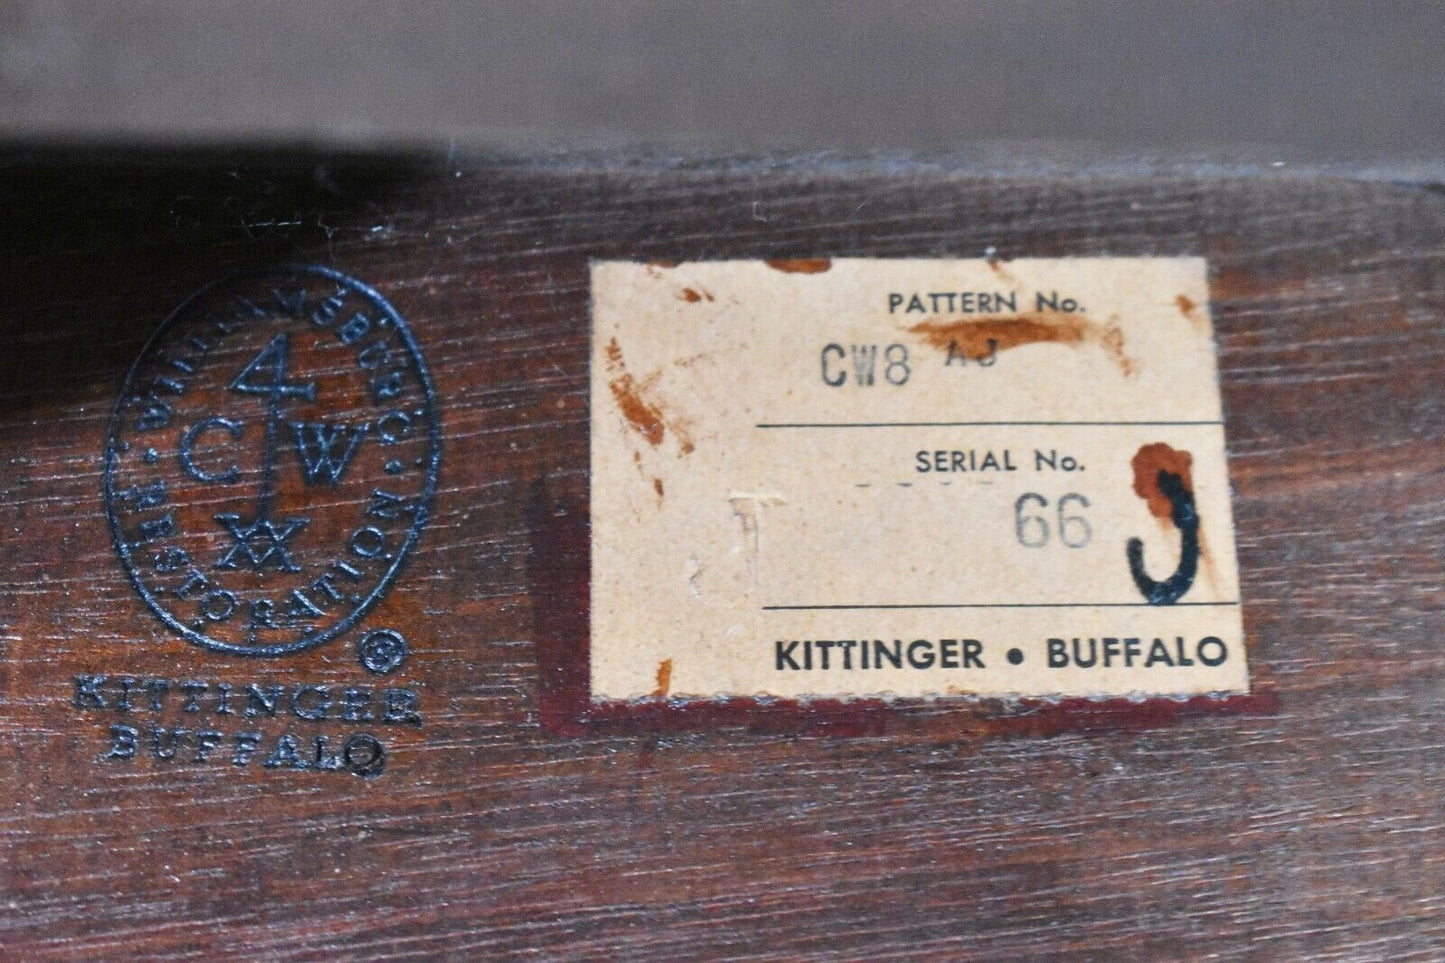 WILLIAMSBURG · RESTORATION ·
C W
®
KITTINGER
BUFFALO
PATTERN No.
CW8
SERIAL No.
66 J
KITTINGER • BUFFALO